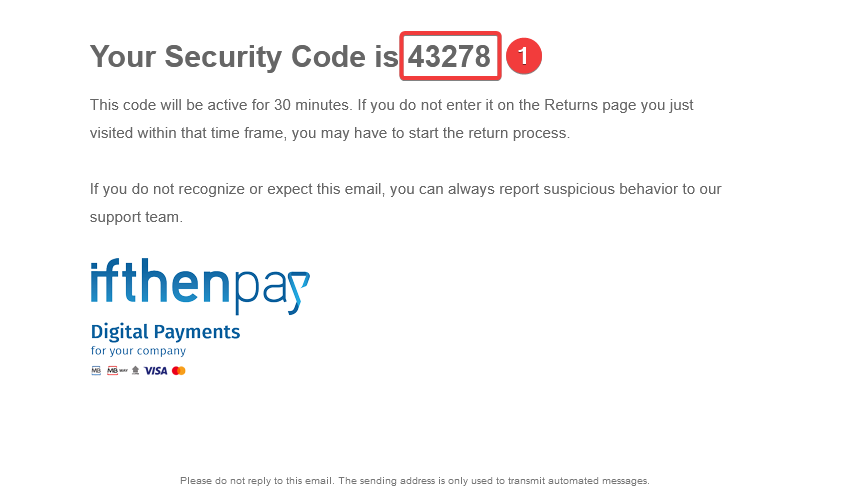 Your Security Code is 43278 1
This code will be active for 30 minutes. If you do not enter it on the Returns page you just
visited within that time frame, you may have to start the return process.
If you do not recognize or expect this email, you can always report suspicious behavior to our
support team.
ifthenpay
Digital Payments
for your company
MB MB WAY VISA
Please do not reply to this email. The sending address is only used to transmit automated messages.